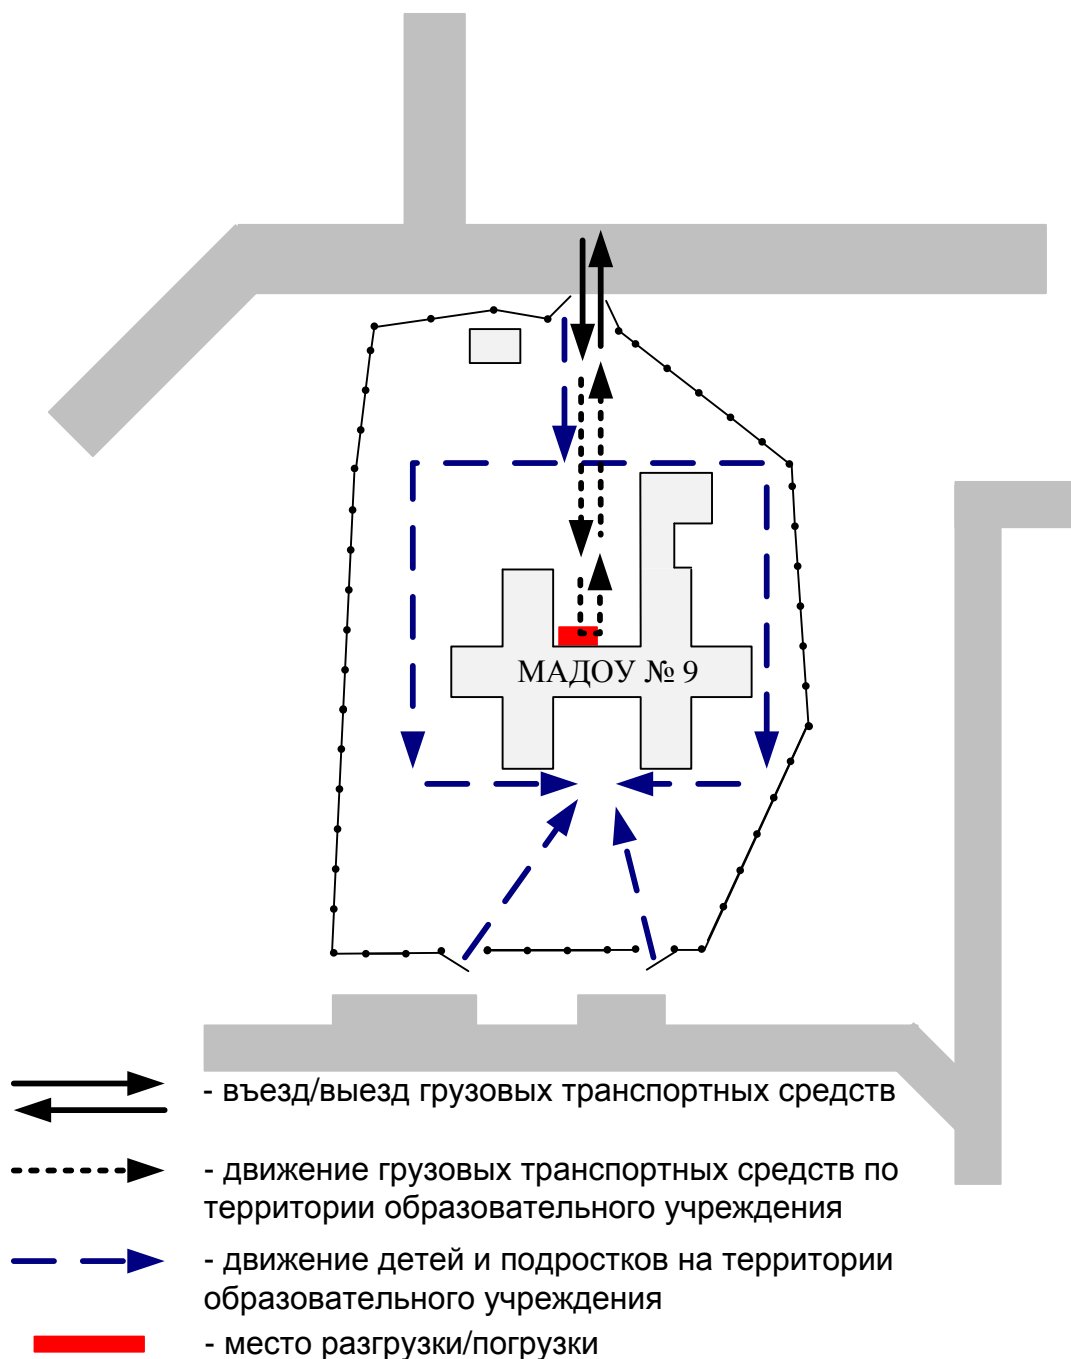 МАДОУ № 9
- въезд/выезд грузовых транспортных средств
- движение грузовых транспортных средств по
территории образовательного учреждения
- движение детей и подростков на территории
образовательного учреждения
- место разгрузки/погрузки